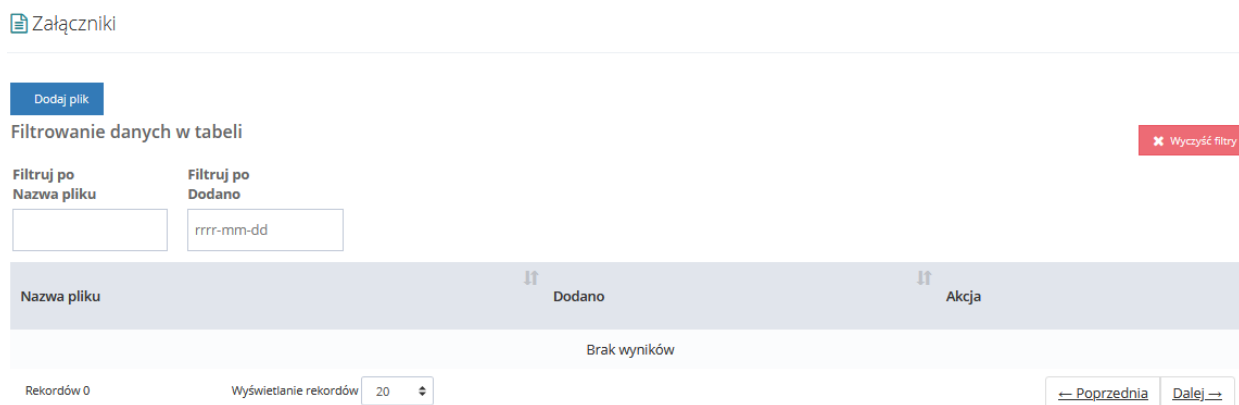 Załączniki
Dodaj plik
Filtrowanie danych w tabeli
Wyczyść filtry
Filtruj po Nazwa pliku
Filtruj po Dodano
rrrr-mm-dd
Nazwa pliku Dodano Akcja
Brak wyników
Rekordów 0 Wyświetlanie rekordów 20 ← Poprzednia Dalej →